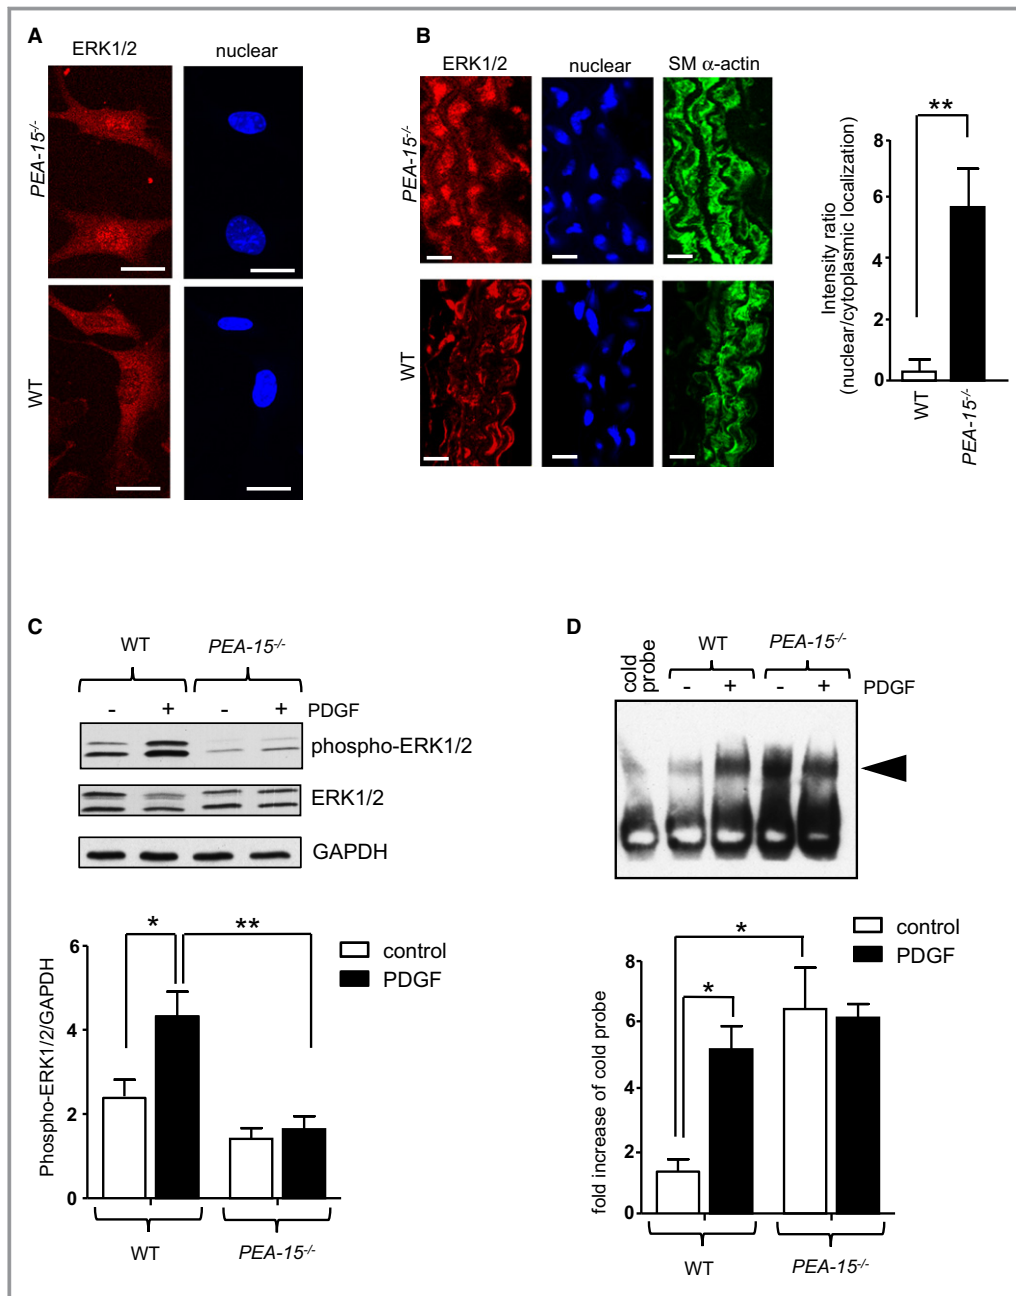 A
ERK1/2
nuclear
PEA-15-/-
WT
B
ERK1/2
nuclear
SM α-actin
PEA-15-/-
WT
**
8
6
4
2
0
Intensity ratio
(nuclear/cytoplasmic localization)
WT
PEA-15-/-
C
WT
PEA-15-/-
-
+
-
+
PDGF
phospho-ERK1/2
ERK1/2
GAPDH
*
**
control
PDGF
6
4
2
0
Phospho-ERK1/2/GAPDH
WT
PEA-15-/-
D
cold
probe
WT
PEA-15-/-
-
+
-
+
PDGF
control
PDGF
*
*
8
6
4
2
0
fold increase of cold probe
WT
PEA-15-/-